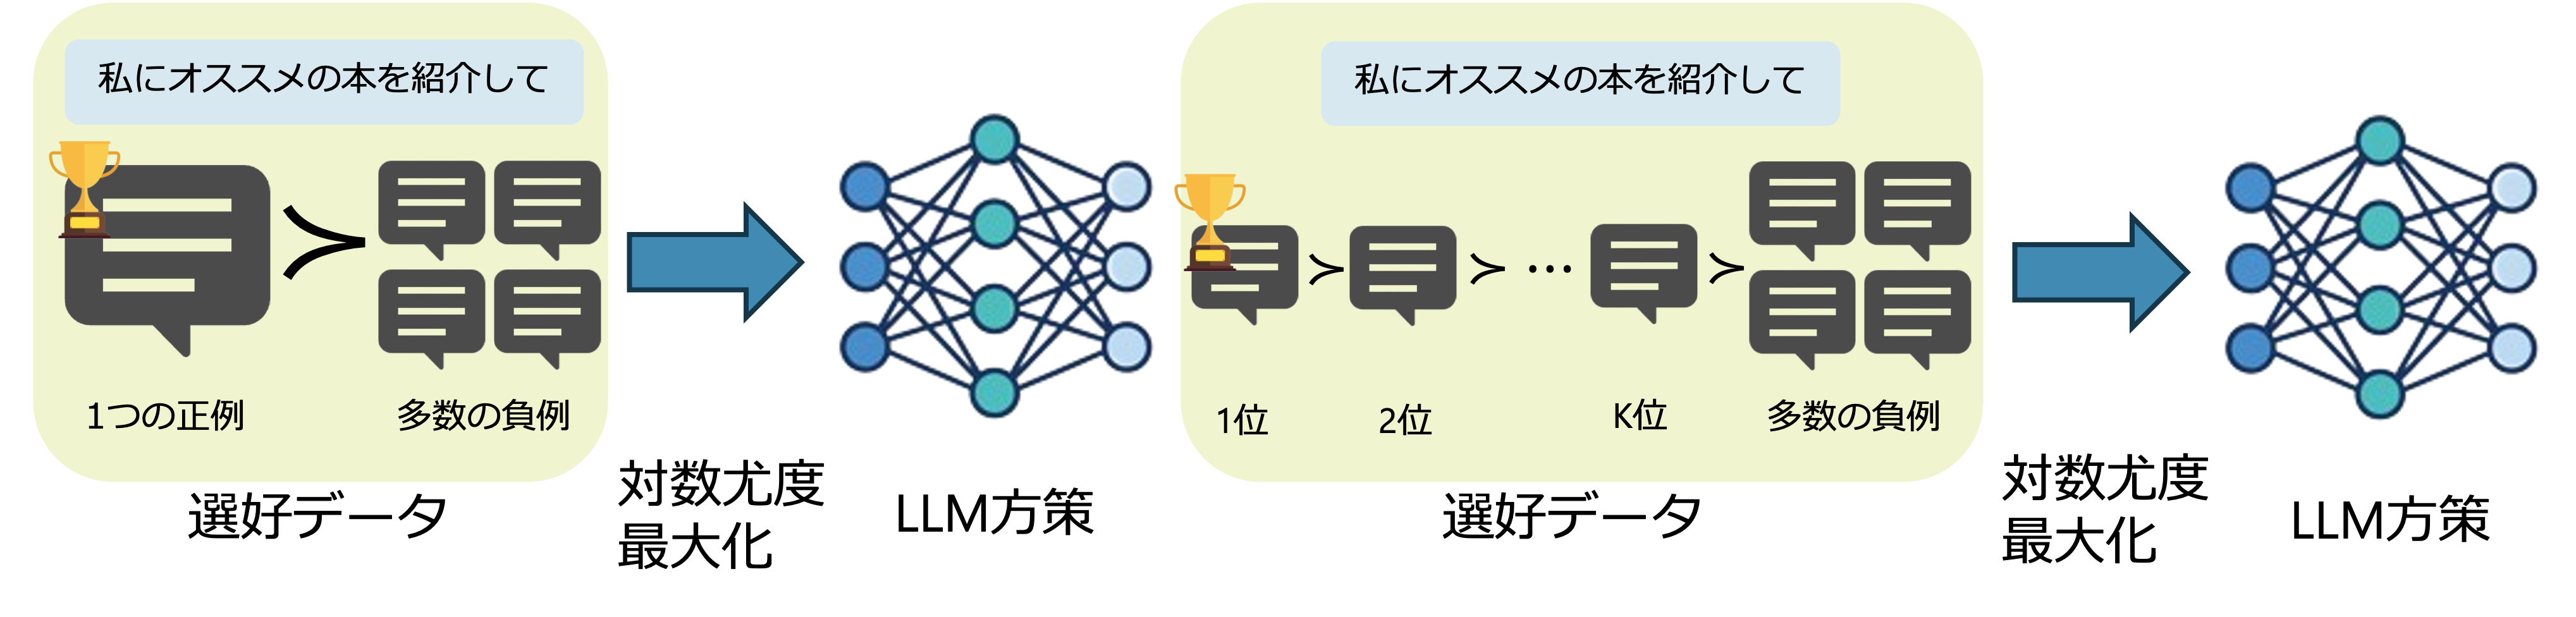 私にオススメの本を紹介して
1つの正例
多数の負例
選好データ
対数尤度
最大化
LLM方策
私にオススメの本を紹介して
1位
2位
…
K位
多数の負例
選好データ
対数尤度
最大化
LLM方策